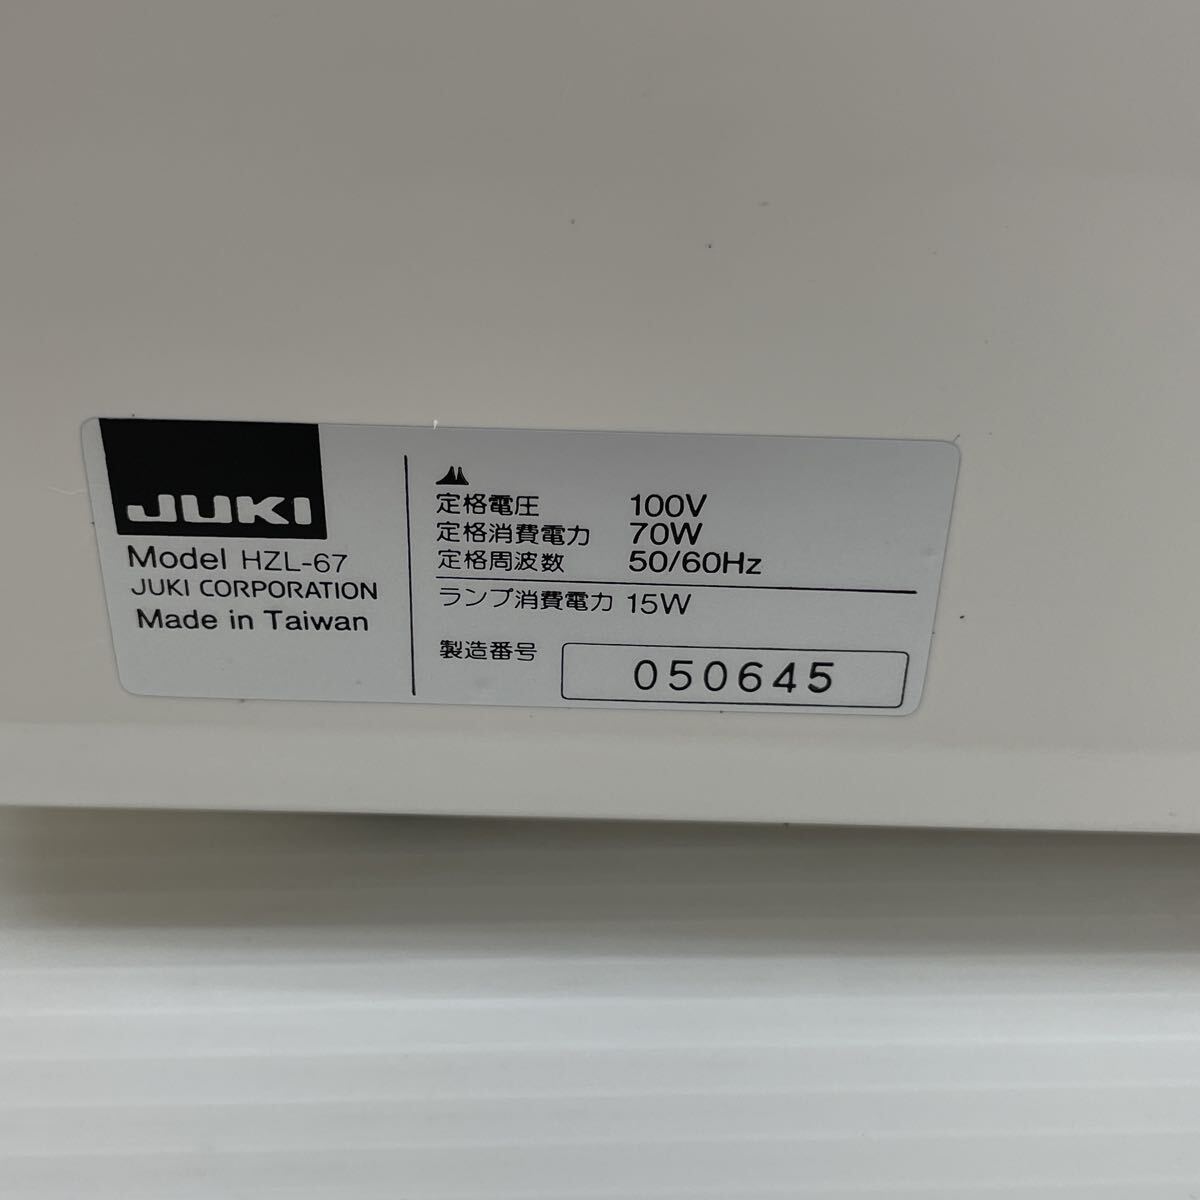 JUKI
Model HZL-67
JUKI CORPORATION
Made in Taiwan
定格電圧 100V
定格消費電力 70W
定格周波数 50/60Hz
ランプ消費電力 15W
製造番号 050645